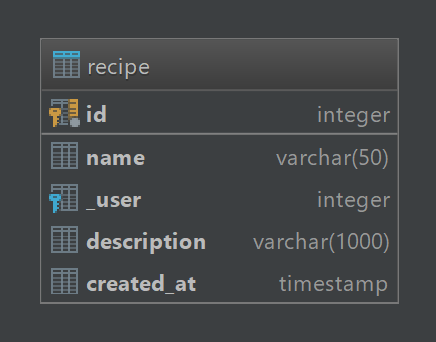 recipe
id integer
name varchar(50)
_user integer
description varchar(1000)
created_at timestamp